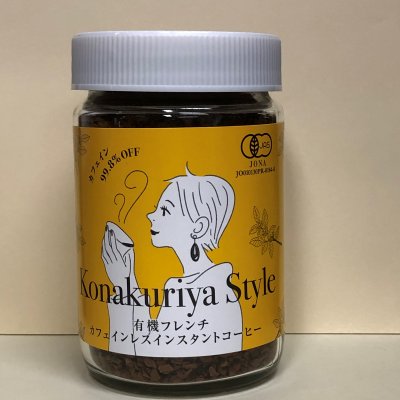 カフェイン
99.8% OFF
JAS
JONA
Konakuriya Style
有機フレンチ
カフェインレスインスタントコーヒー